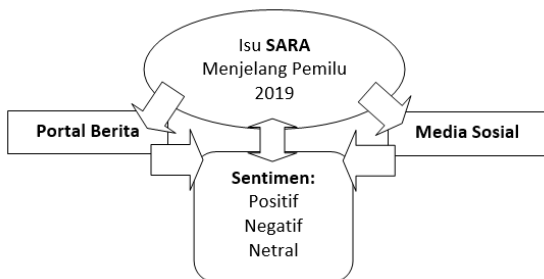 Isu SARA
Menjelang Pemilu
2019
Portal Berita
Media Sosial
Sentimen:
Positif
Negatif
Netral